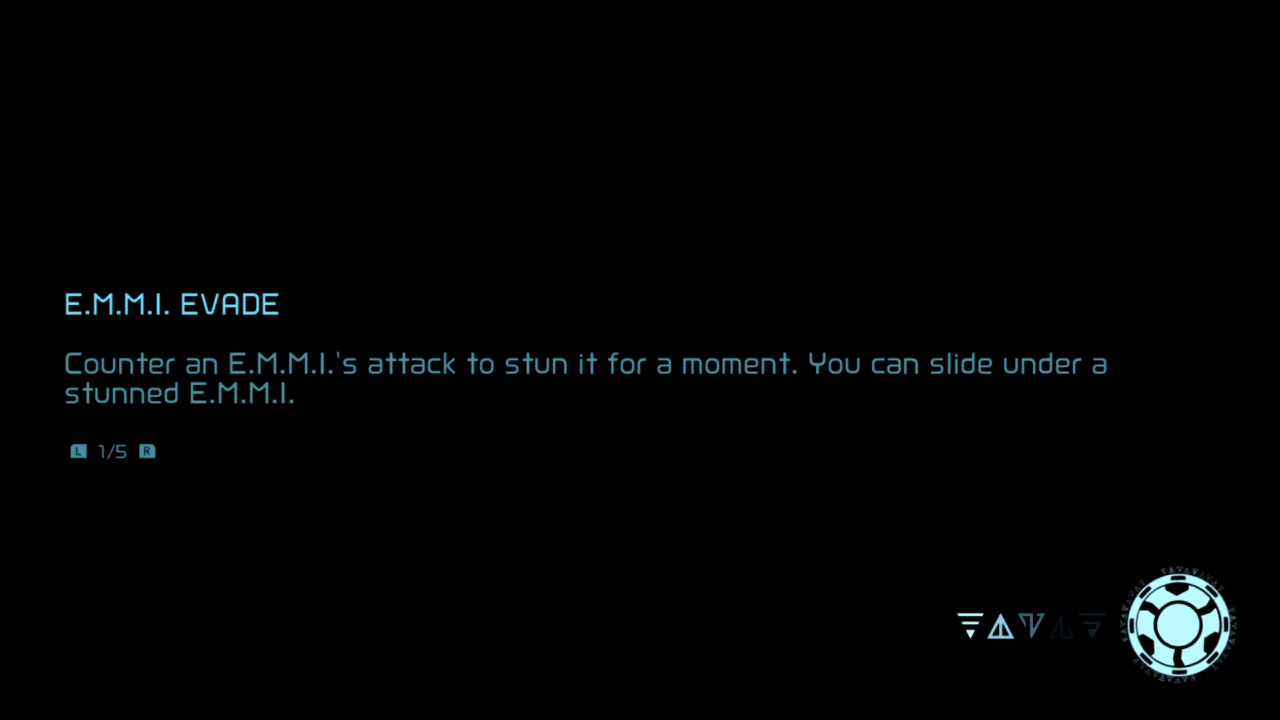 E.M.M.I. EVADE
Counter an E.M.M.I.'s attack to stun it for a moment. You can slide under a
stunned E.M.M.I.
L 1/5 R